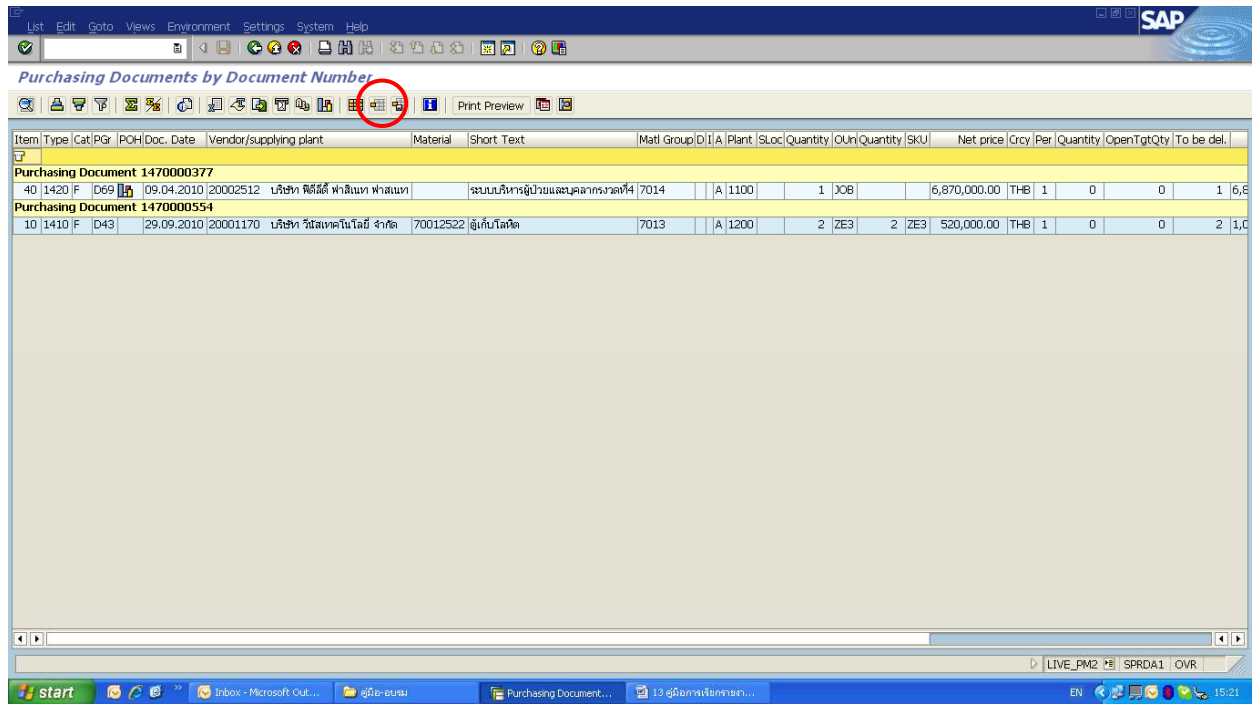 List Edit Goto Views Environment Settings System Help
SAP
Purchasing Documents by Document Number
Print Preview
Item Type Cat PGr POH Doc. Date Vendor/supplying plant Material Short Text Matl Group D I A Plant SLoc Quantity OUn Quantity SKU Net price Crcy Per Quantity OpenTgtQty To be del.
Purchasing Document 1470000377
40 1420 F D69 09.04.2010 20002512 บริษัท พีดีลีดี้ ฟาสิเนท ฟาสเนท ระบบบริหารผู้ป่วยและบุคลากรงวดที่4 7014 A 1100 1 JOB 6,870,000.00 THB 1 0 0 1 6,8
Purchasing Document 1470000554
10 1410 F D43 29.09.2010 20001170 บริษัท วีนัสเทคโนโลยี่ จำกัด 70012522 ตู้เก็บโลหิต 7013 A 1200 2 ZE3 2 ZE3 520,000.00 THB 1 0 0 2 1,0
LIVE_PM2 SPRDA1 OVR
start Inbox - Microsoft Out... คู่มือ-อบรม Purchasing Document... 13 คู่มือการเรียกรายงา... EN 15:21